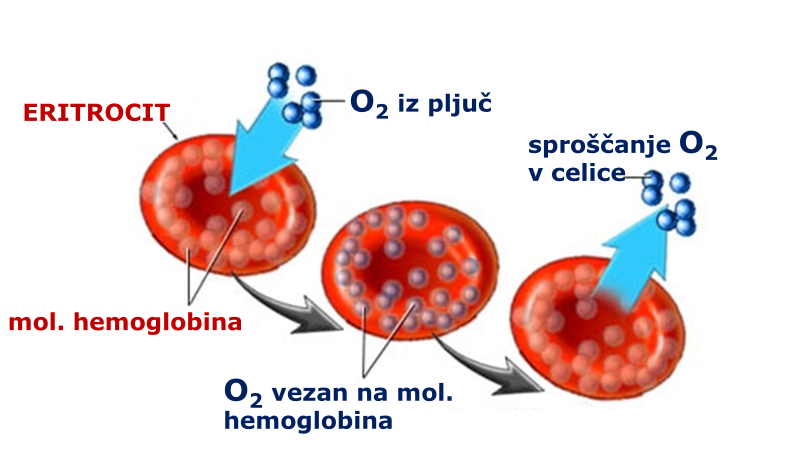 ERITROCIT
O₂ iz pljuč
sproščanje O₂
v celice
mol. hemoglobina
O₂ vezan na mol.
hemoglobina